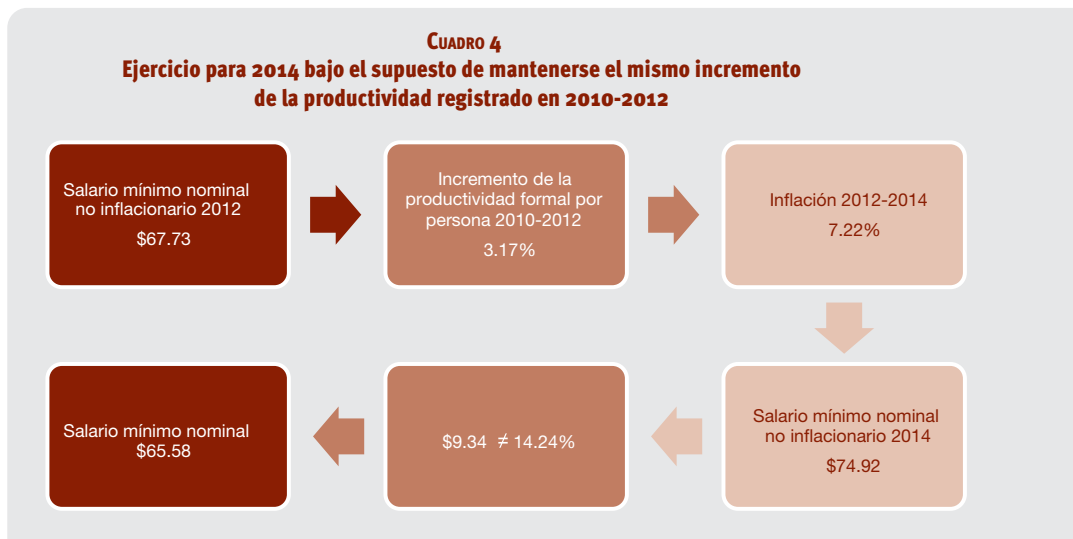 Cuadro 4
Ejercicio para 2014 bajo el supuesto de mantenerse el mismo incremento
de la productividad registrado en 2010-2012
Salario mínimo nominal
no inflacionario 2012
$67.73
Incremento de la
productividad formal por
persona 2010-2012
3.17%
Inflación 2012-2014
7.22%
Salario mínimo nominal
no inflacionario 2014
$74.92
$9.34 ≠ 14.24%
Salario mínimo nominal
$65.58